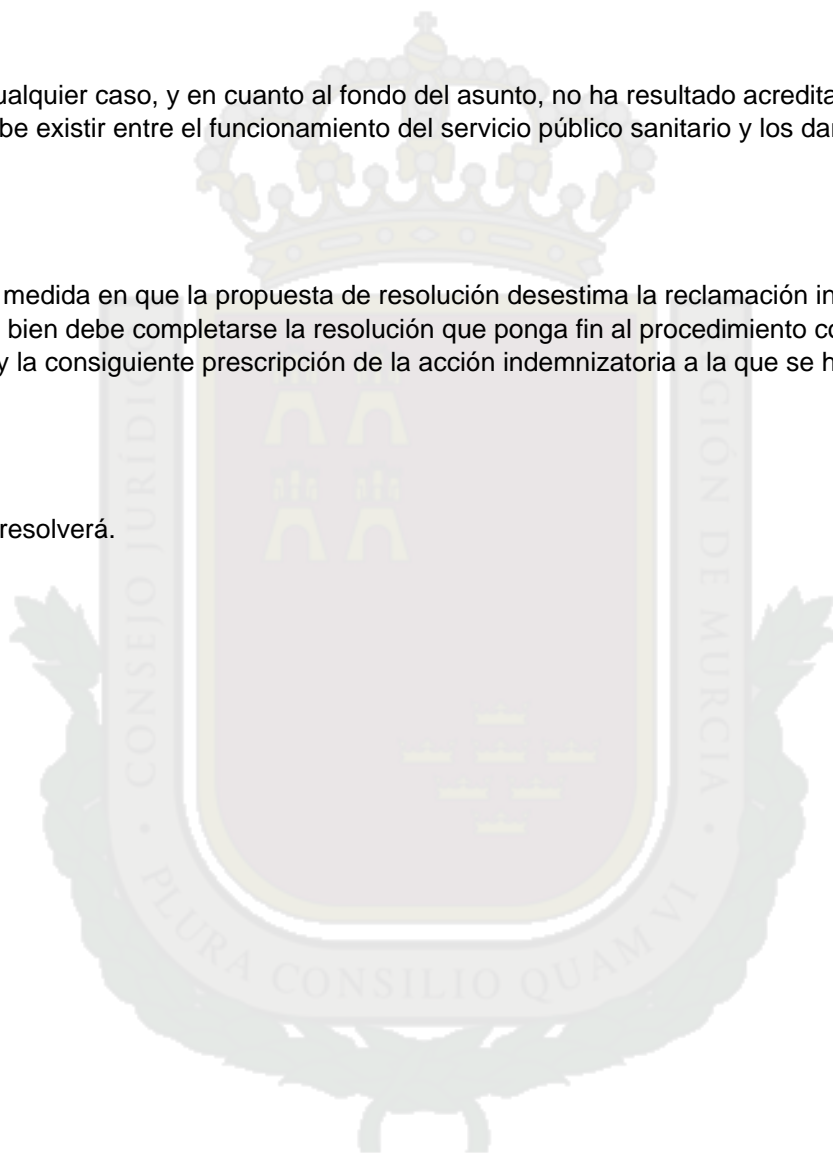 ualquier caso, y en cuanto al fondo del asunto, no ha resultado acredita
be existir entre el funcionamiento del servicio público sanitario y los dañ
medida en que la propuesta de resolución desestima la reclamación in
bien debe completarse la resolución que ponga fin al procedimiento co
y la consiguiente prescripción de la acción indemnizatoria a la que se h
resolverá.
CONSEJO JURÍDICO
GIÓN DE MURCIA
PLURA CONSILIO QUAM VI